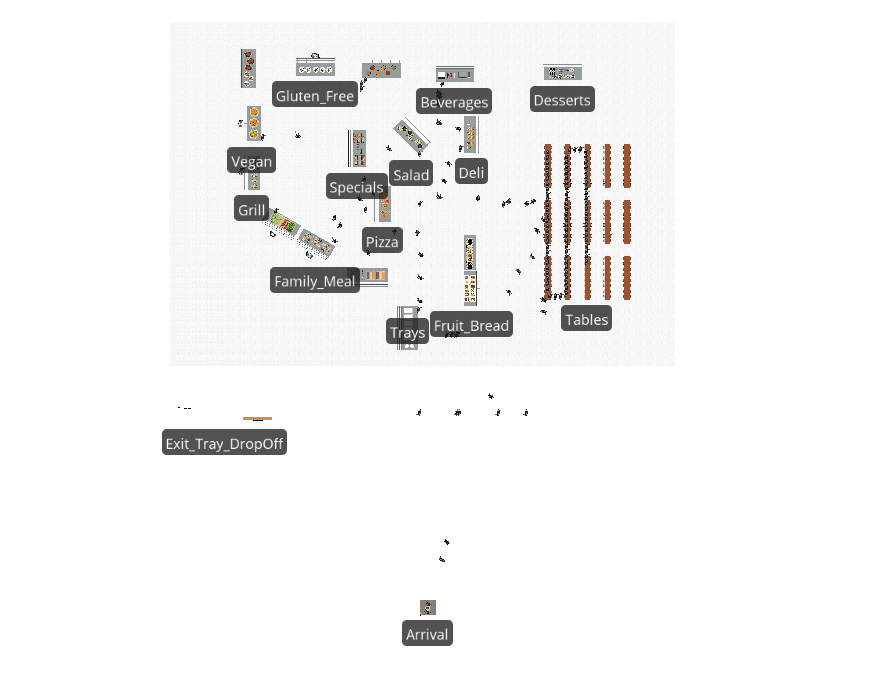 Gluten_Free
Beverages
Desserts
Vegan
Specials
Salad
Deli
Grill
Pizza
Family_Meal
Trays
Fruit_Bread
Tables
Exit_Tray_DropOff
Arrival